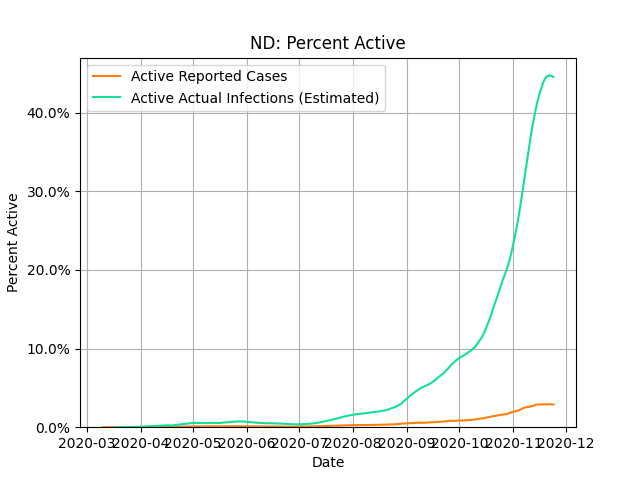 ND: Percent Active
Active Reported Cases
Active Actual Infections (Estimated)
40.0%
30.0%
20.0%
10.0%
0.0%
Percent Active
2020-03 2020-04 2020-05 2020-06 2020-07 2020-08 2020-09 2020-10 2020-11 2020-12
Date